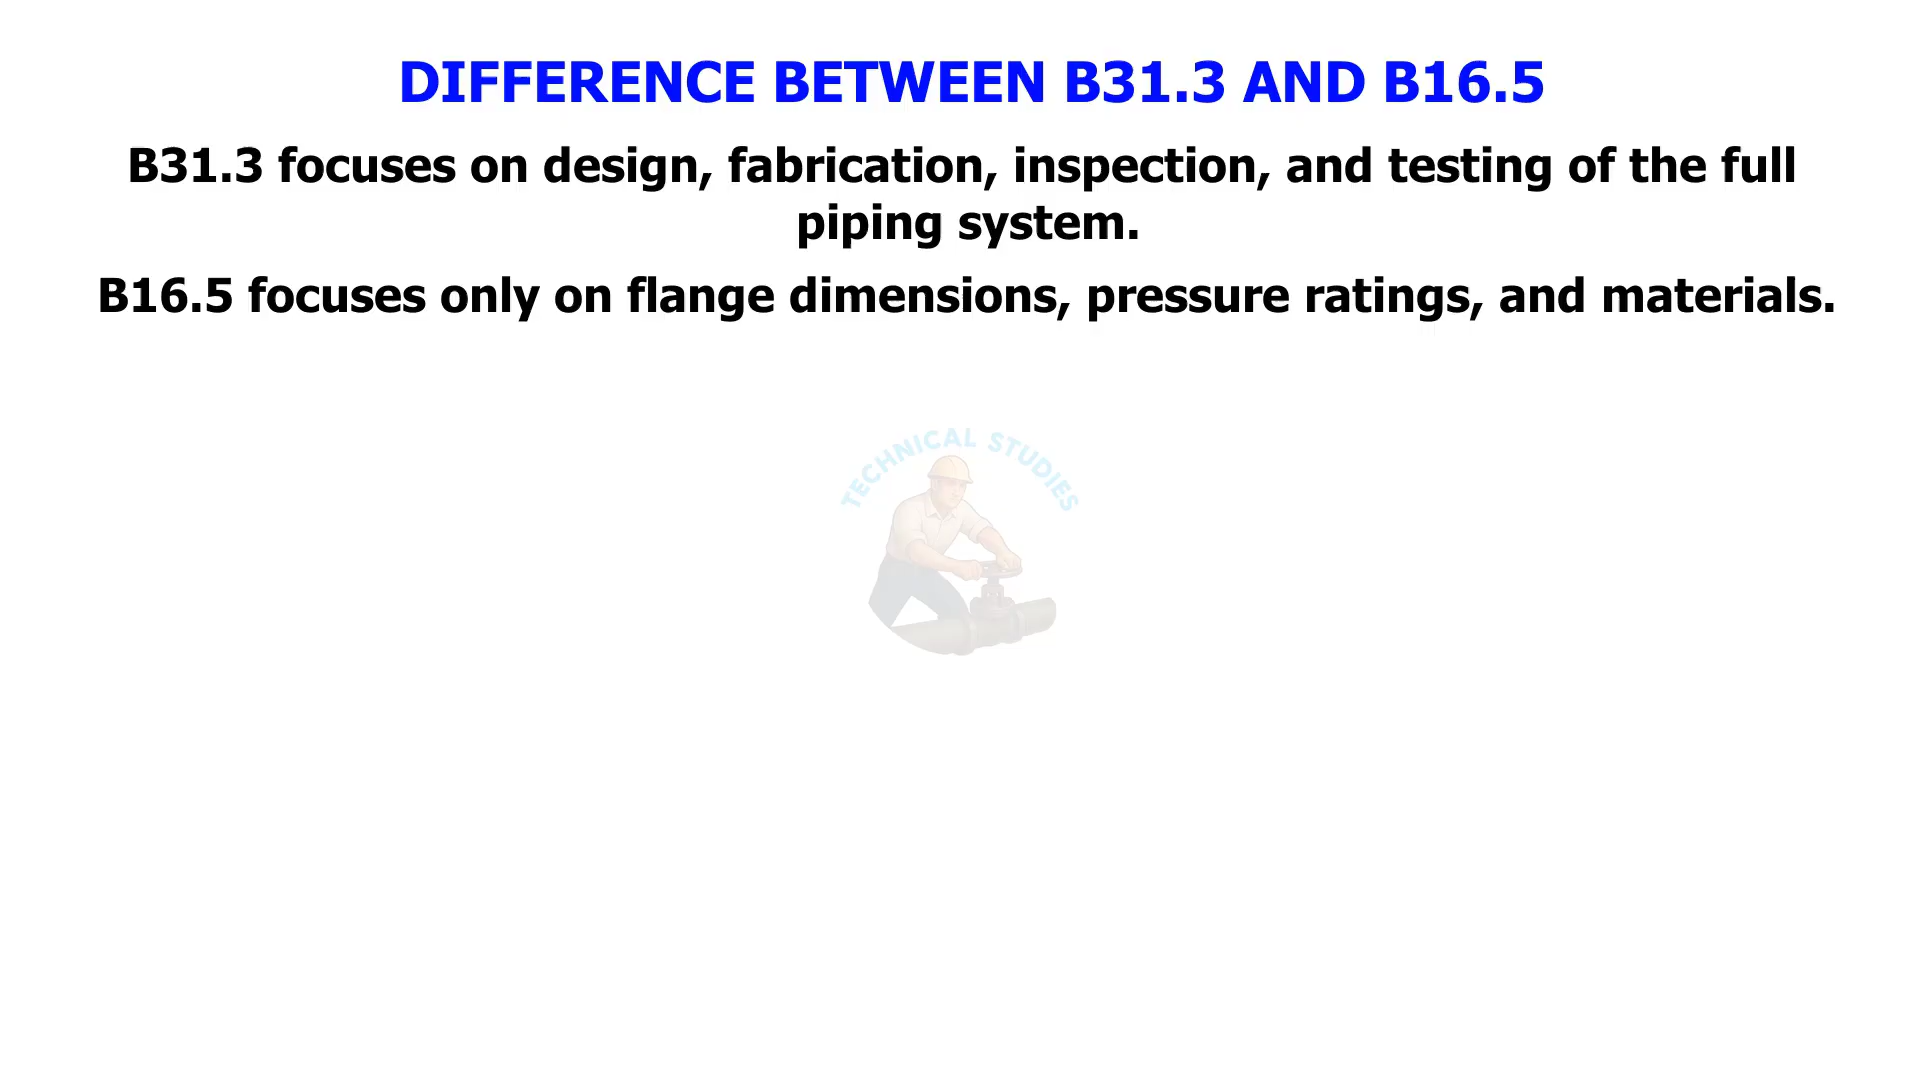 DIFFERENCE BETWEEN B31.3 AND B16.5
B31.3 focuses on design, fabrication, inspection, and testing of the full
piping system.
B16.5 focuses only on flange dimensions, pressure ratings, and materials.
TECHNICAL STUDIES